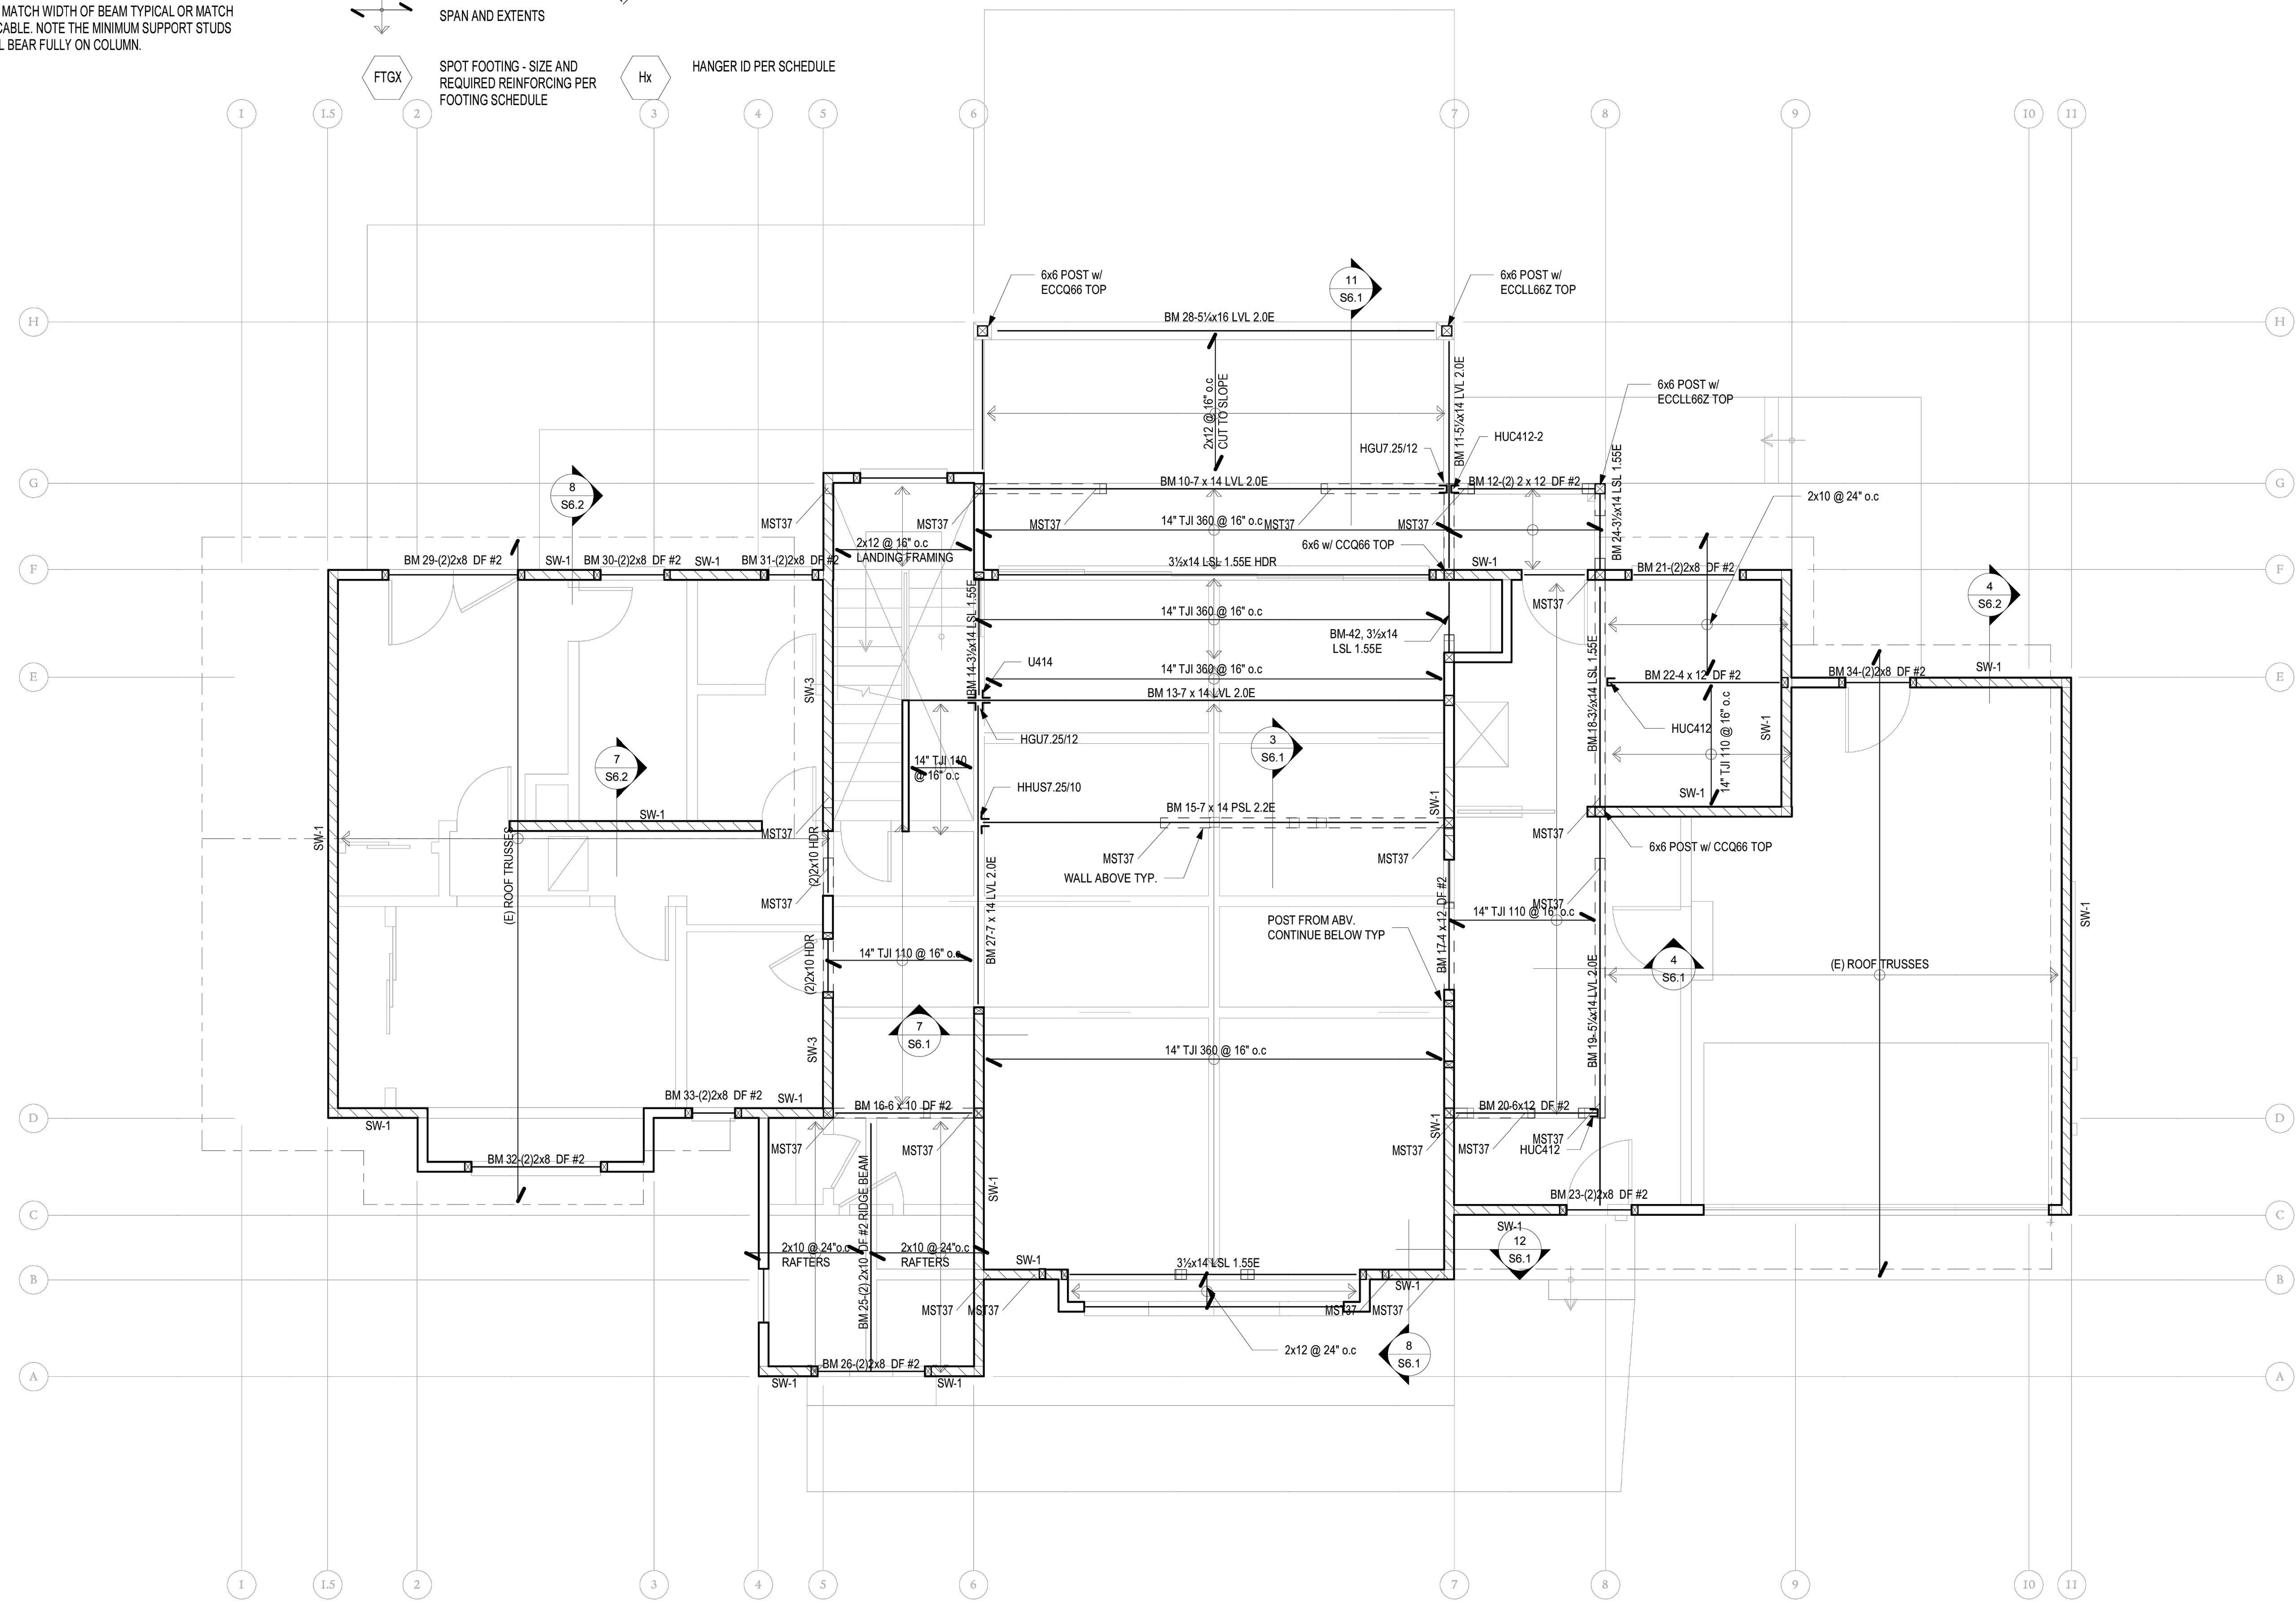 MATCH WIDTH OF BEAM TYPICAL OR MATCH
CABLE. NOTE THE MINIMUM SUPPORT STUDS
L BEAR FULLY ON COLUMN.
SPAN AND EXTENTS
FTGX
SPOT FOOTING - SIZE AND
REQUIRED REINFORCING PER
FOOTING SCHEDULE
Hx
HANGER ID PER SCHEDULE
1
1.5
2
3
4
5
6
7
8
9
10
11
6x6 POST w/
ECCQ66 TOP
11
S6.1
6x6 POST w/
ECCLL66Z TOP
H
BM 28-5¼x16 LVL 2.0E
H
2x12 @ 16" o.c
CUT TO SLOPE
BM 11-5¼x14 LVL 2.0E
6x6 POST w/
ECCLL66Z TOP
HGU7.25/12
HUC412-2
BM 24-3½x14 LSL 1.55E
G
8
S6.2
BM 10-7 x 14 LVL 2.0E
BM 12-(2) 2 x 12 DF #2
2x10 @ 24" o.c
G
MST37
MST37
MST37
14" TJI 360 @ 16" o.c
MST37
MST37
2x12 @ 16" o.c
LANDING FRAMING
6x6 w/ CCQ66 TOP
F
BM 29-(2)2x8 DF #2
SW-1
BM 30-(2)2x8 DF #2
SW-1
BM 31-(2)2x8 DF #2
3½x14 LSL 1.55E HDR
SW-1
BM 21-(2)2x8 DF #2
F
4
S6.2
MST37
BM 14-3½x14 LSL 1.55E
14" TJI 360 @ 16" o.c
BM-42, 3½x14
LSL 1.55E
E
SW-3
U414
14" TJI 360 @ 16" o.c
BM 13-7 x 14 LVL 2.0E
BM 18-3½x14 LSL 1.55E
BM 22-4 x 12 DF #2
BM 34-(2)2x8 DF #2
SW-1
E
HUC412
14" TJI 110 @ 16" o.c
SW-1
HGU7.25/12
3
S6.1
7
S6.2
14" TJI 110
@ 16" o.c
HHUS7.25/10
SW-1
SW-1
SW-1
BM 15-7 x 14 PSL 2.2E
SW-1
MST37
(2)2x10 HDR
MST37
MST37
MST37
6x6 POST w/ CCQ66 TOP
WALL ABOVE TYP.
(E) ROOF TRUSSES
MST37
BM 27-7 x 14 LVL 2.0E
POST FROM ABV.
CONTINUE BELOW TYP
BM 17-4 x 12 DF #2
MST37
14" TJI 110 @ 16" o.c
SW-1
(2)2x10 HDR
14" TJI 110 @ 16" o.c
4
S6.1
(E) ROOF TRUSSES
BM 19-5¼x14 LVL 2.0E
7
S6.1
SW-3
14" TJI 360 @ 16" o.c
D
BM 33-(2)2x8 DF #2
SW-1
BM 16-6 x 10 DF #2
BM 20-6x12 DF #2
D
SW-1
SW-1
MST37
MST37
MST37
MST37
MST37
HUC412
BM 32-(2)2x8 DF #2
BM 25-(2) 2x10 DF #2 RIDGE BEAM
SW-1
BM 23-(2)2x8 DF #2
C
C
SW-1
2x10 @ 24"o.c
RAFTERS
2x10 @ 24"o.c
RAFTERS
12
S6.1
SW-1
3½x14 LSL 1.55E
B
SW-1
B
MST37
MST37
MST37
MST37
2x12 @ 24" o.c
8
S6.1
A
BM 26-(2)2x8 DF #2
SW-1
SW-1
A
1
1.5
2
3
4
5
6
7
8
9
10
11